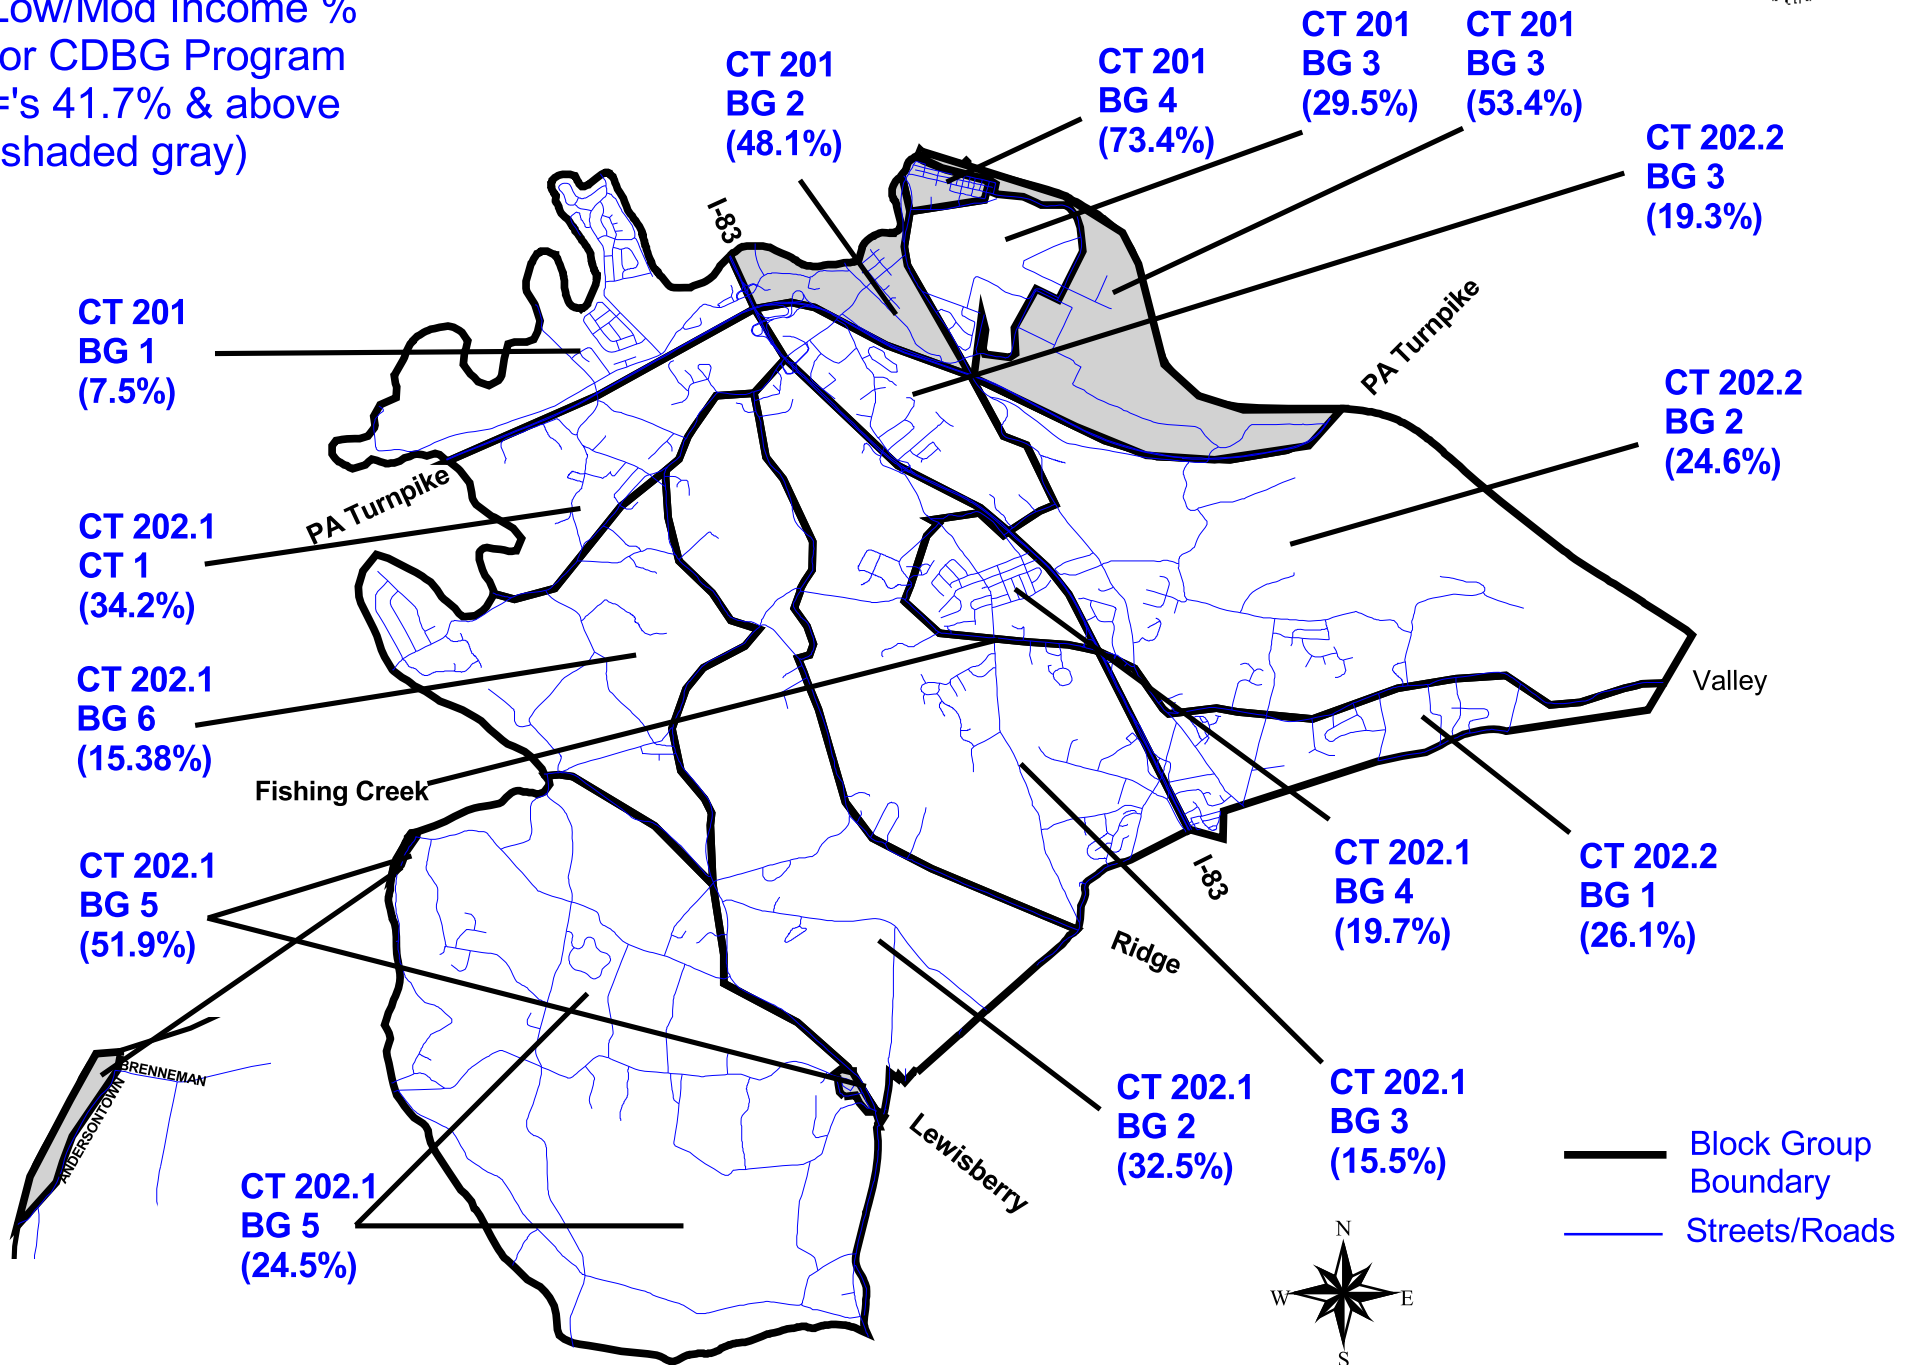 Low/Mod Income %
or CDBG Program
='s 41.7% & above
shaded gray)
CT 201
BG 2
(48.1%)
CT 201
BG 4
(73.4%)
CT 201
BG 3
(29.5%)
CT 201
BG 3
(53.4%)
CT 202.2
BG 3
(19.3%)
I-83
CT 201
BG 1
(7.5%)
PA Turnpike
CT 202.2
BG 2
(24.6%)
PA Turnpike
CT 202.1
CT 1
(34.2%)
CT 202.1
BG 6
(15.38%)
Valley
Fishing Creek
CT 202.1
BG 5
(51.9%)
I-83
CT 202.1
BG 4
(19.7%)
CT 202.2
BG 1
(26.1%)
Ridge
BRENNEMAN
ANDERSONTOWN
CT 202.1
BG 5
(24.5%)
Lewisberry
CT 202.1
BG 2
(32.5%)
CT 202.1
BG 3
(15.5%)
Block Group
Boundary
Streets/Roads
N
W
E
S